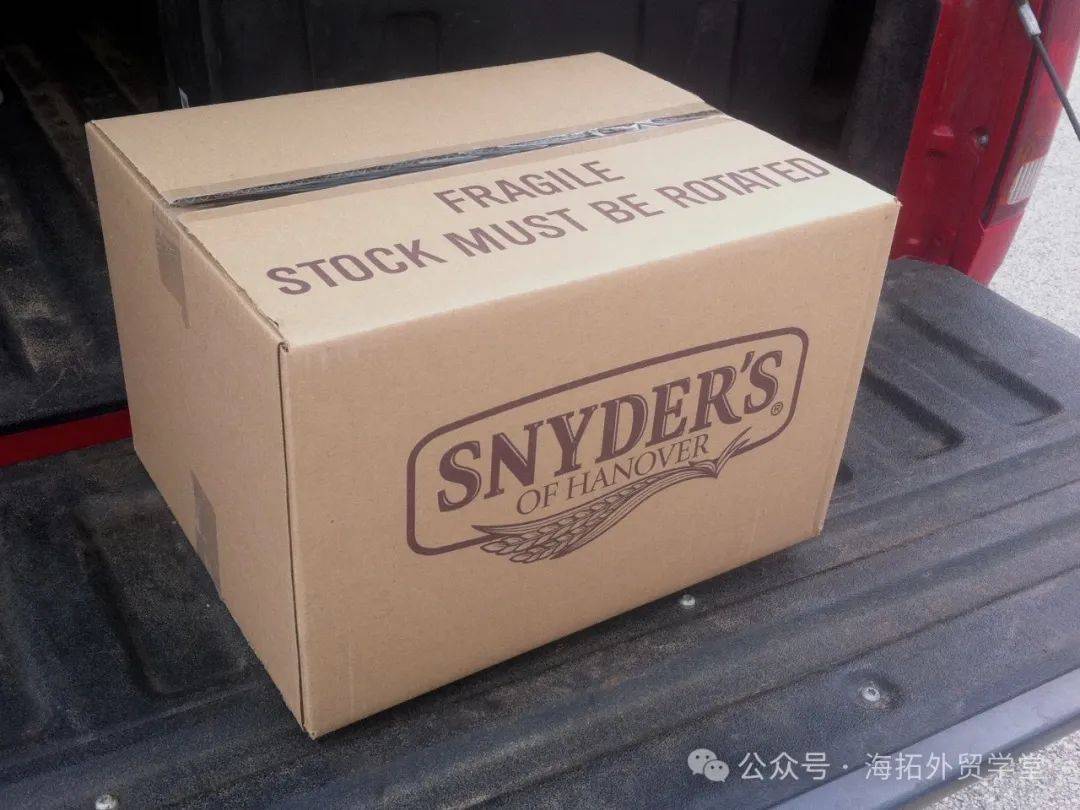 FRAGILE
STOCK MUST BE ROTATED
SNYDER'S®
OF HANOVER
公众号 · 海拓外贸学堂